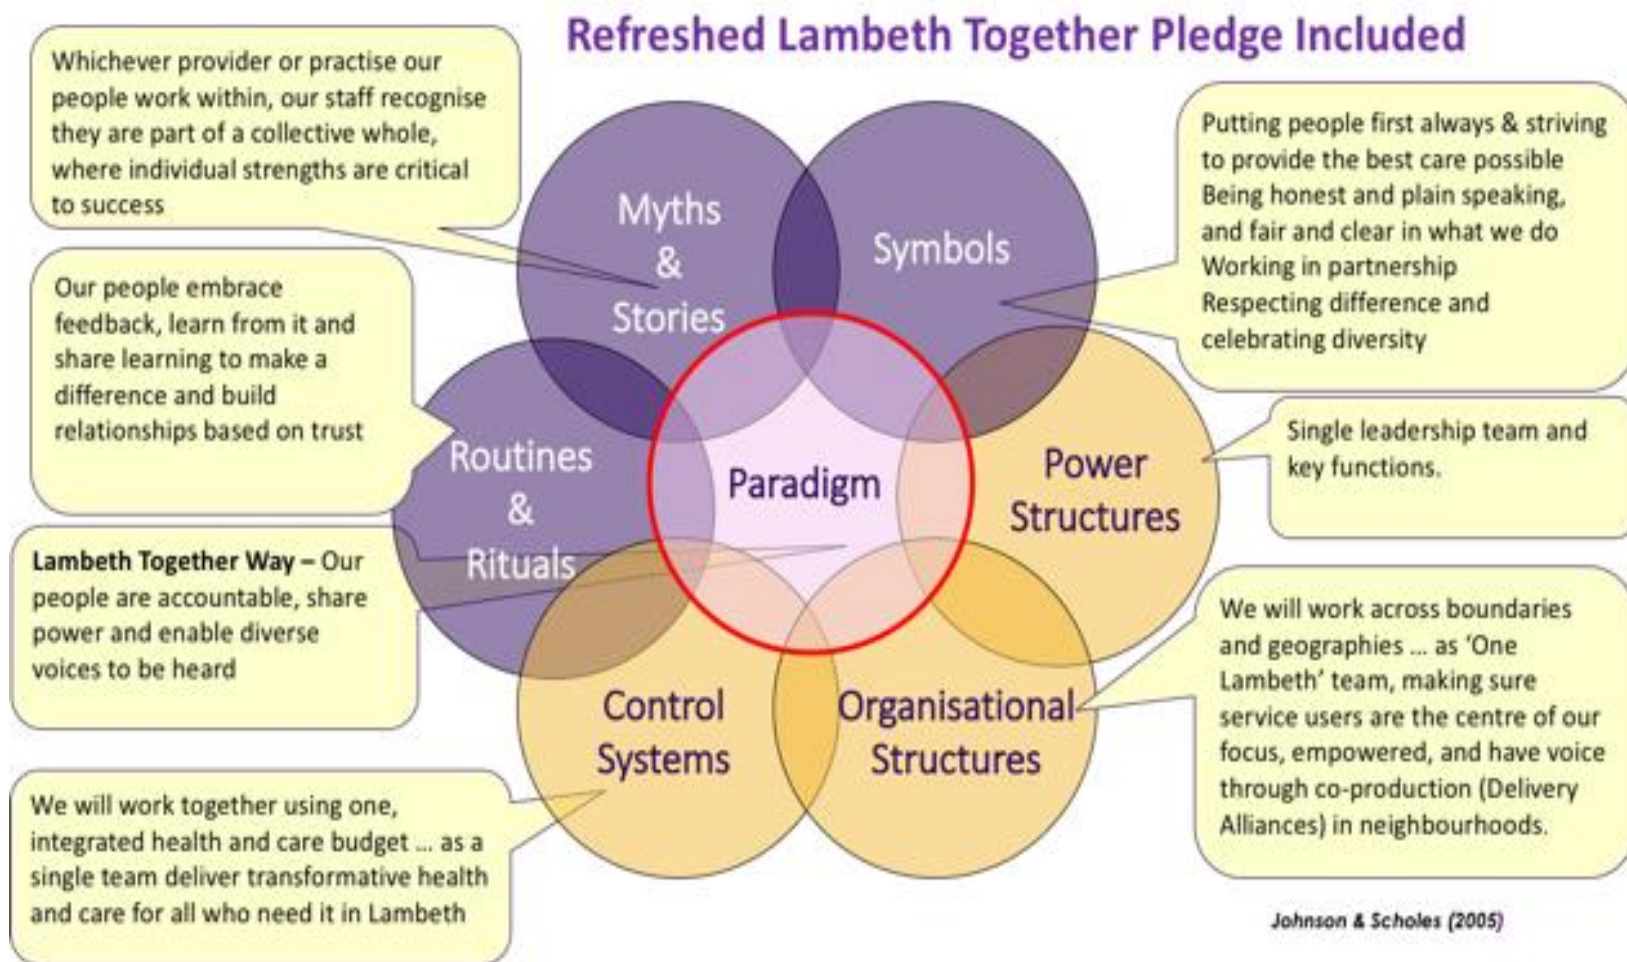 Refreshed Lambeth Together Pledge Included
Whichever provider or practise our
people work within, our staff recognise
they are part of a collective whole,
where individual strengths are critical
to success
Putting people first always & striving
to provide the best care possible
Being honest and plain speaking,
and fair and clear in what we do
Working in partnership
Respecting difference and
celebrating diversity
Myths
&
Stories
Symbols
Our people embrace
feedback, learn from it and
share learning to make a
difference and build
relationships based on trust
Routines
&
Rituals
Paradigm
Power
Structures
Single leadership team and
key functions.
Lambeth Together Way – Our
people are accountable, share
power and enable diverse
voices to be heard
Control
Systems
Organisational
Structures
We will work across boundaries
and geographies ... as ‘One
Lambeth’ team, making sure
service users are the centre of our
focus, empowered, and have voice
through co-production (Delivery
Alliances) in neighbourhoods.
We will work together using one,
integrated health and care budget ... as a
single team deliver transformative health
and care for all who need it in Lambeth
Johnson & Scholes (2005)